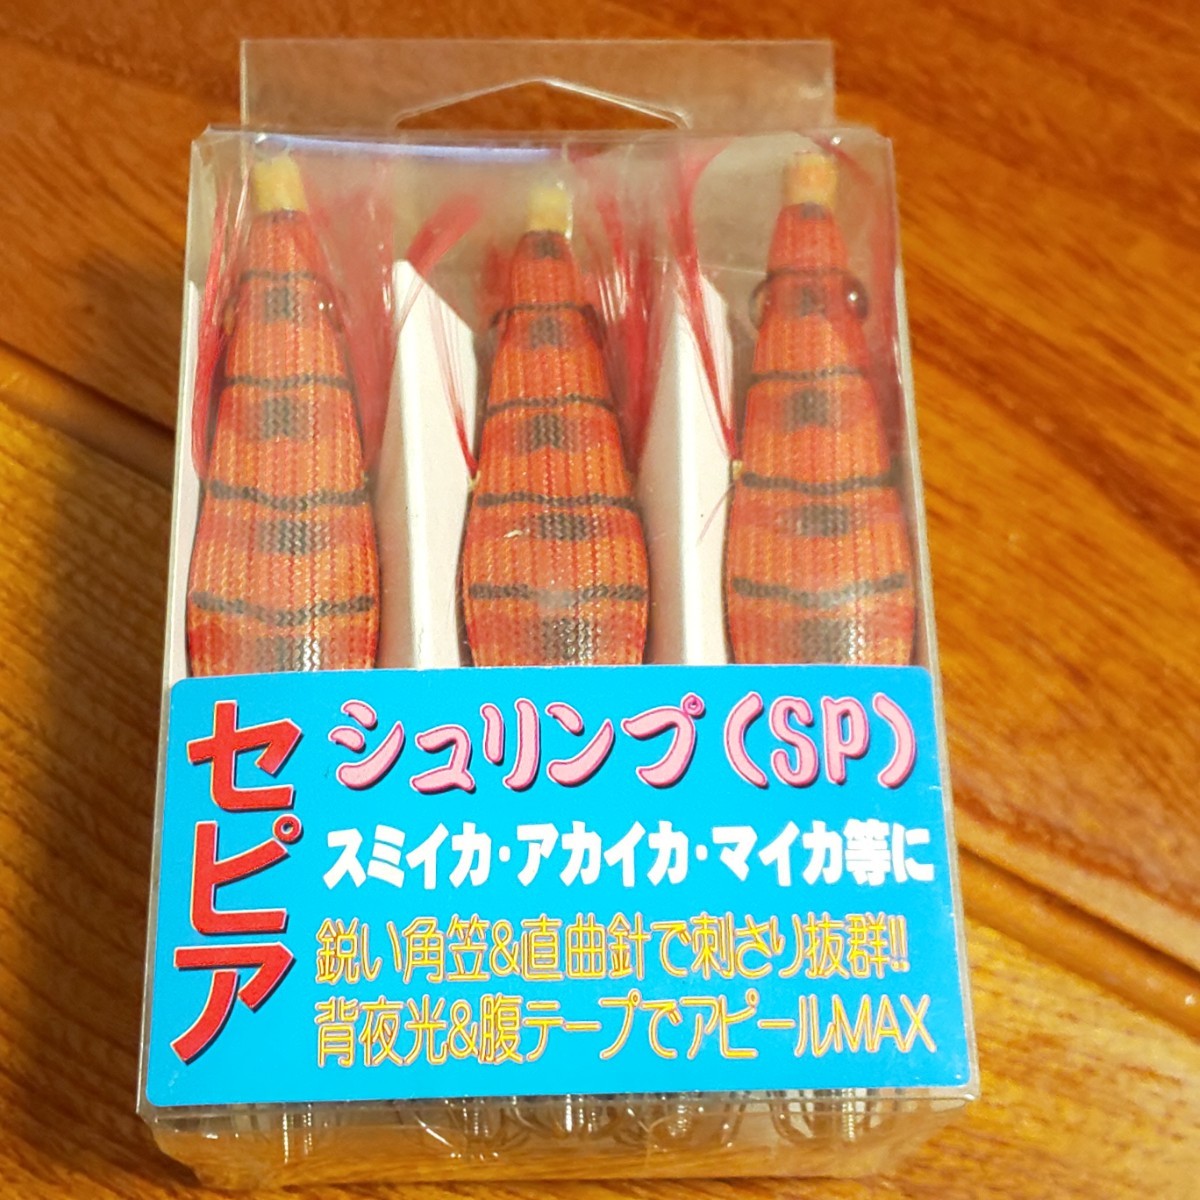 セピア
シュリンプ(SP)
スミイカ・アカイカ・マイカ等に
鋭い角笠&直曲針で刺さり抜群!!
背夜光&腹テープでアピールMAX